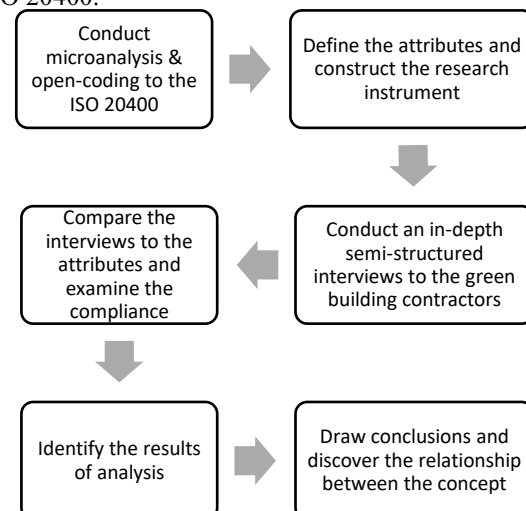 O 20400.
Conduct
microanalysis &
open-coding to the
ISO 20400
Define the attributes and
construct the research
instrument
Conduct an in-depth
semi-structured
interviews to the green
building contractors
Compare the
interviews to the
attributes and
examine the
compliance
Identify the results
of analysis
Draw conclusions and
discover the relationship
between the concept